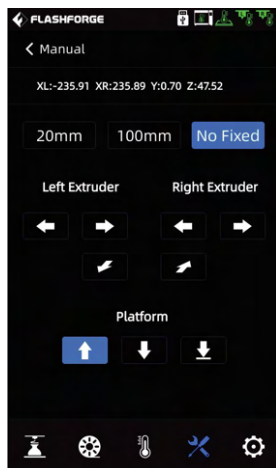 FLASHFORGE
Manual
XL:-235.91 XR:235.89 Y:0.70 Z:47.52
20mm 100mm No Fixed
Left Extruder Right Extruder
Platform